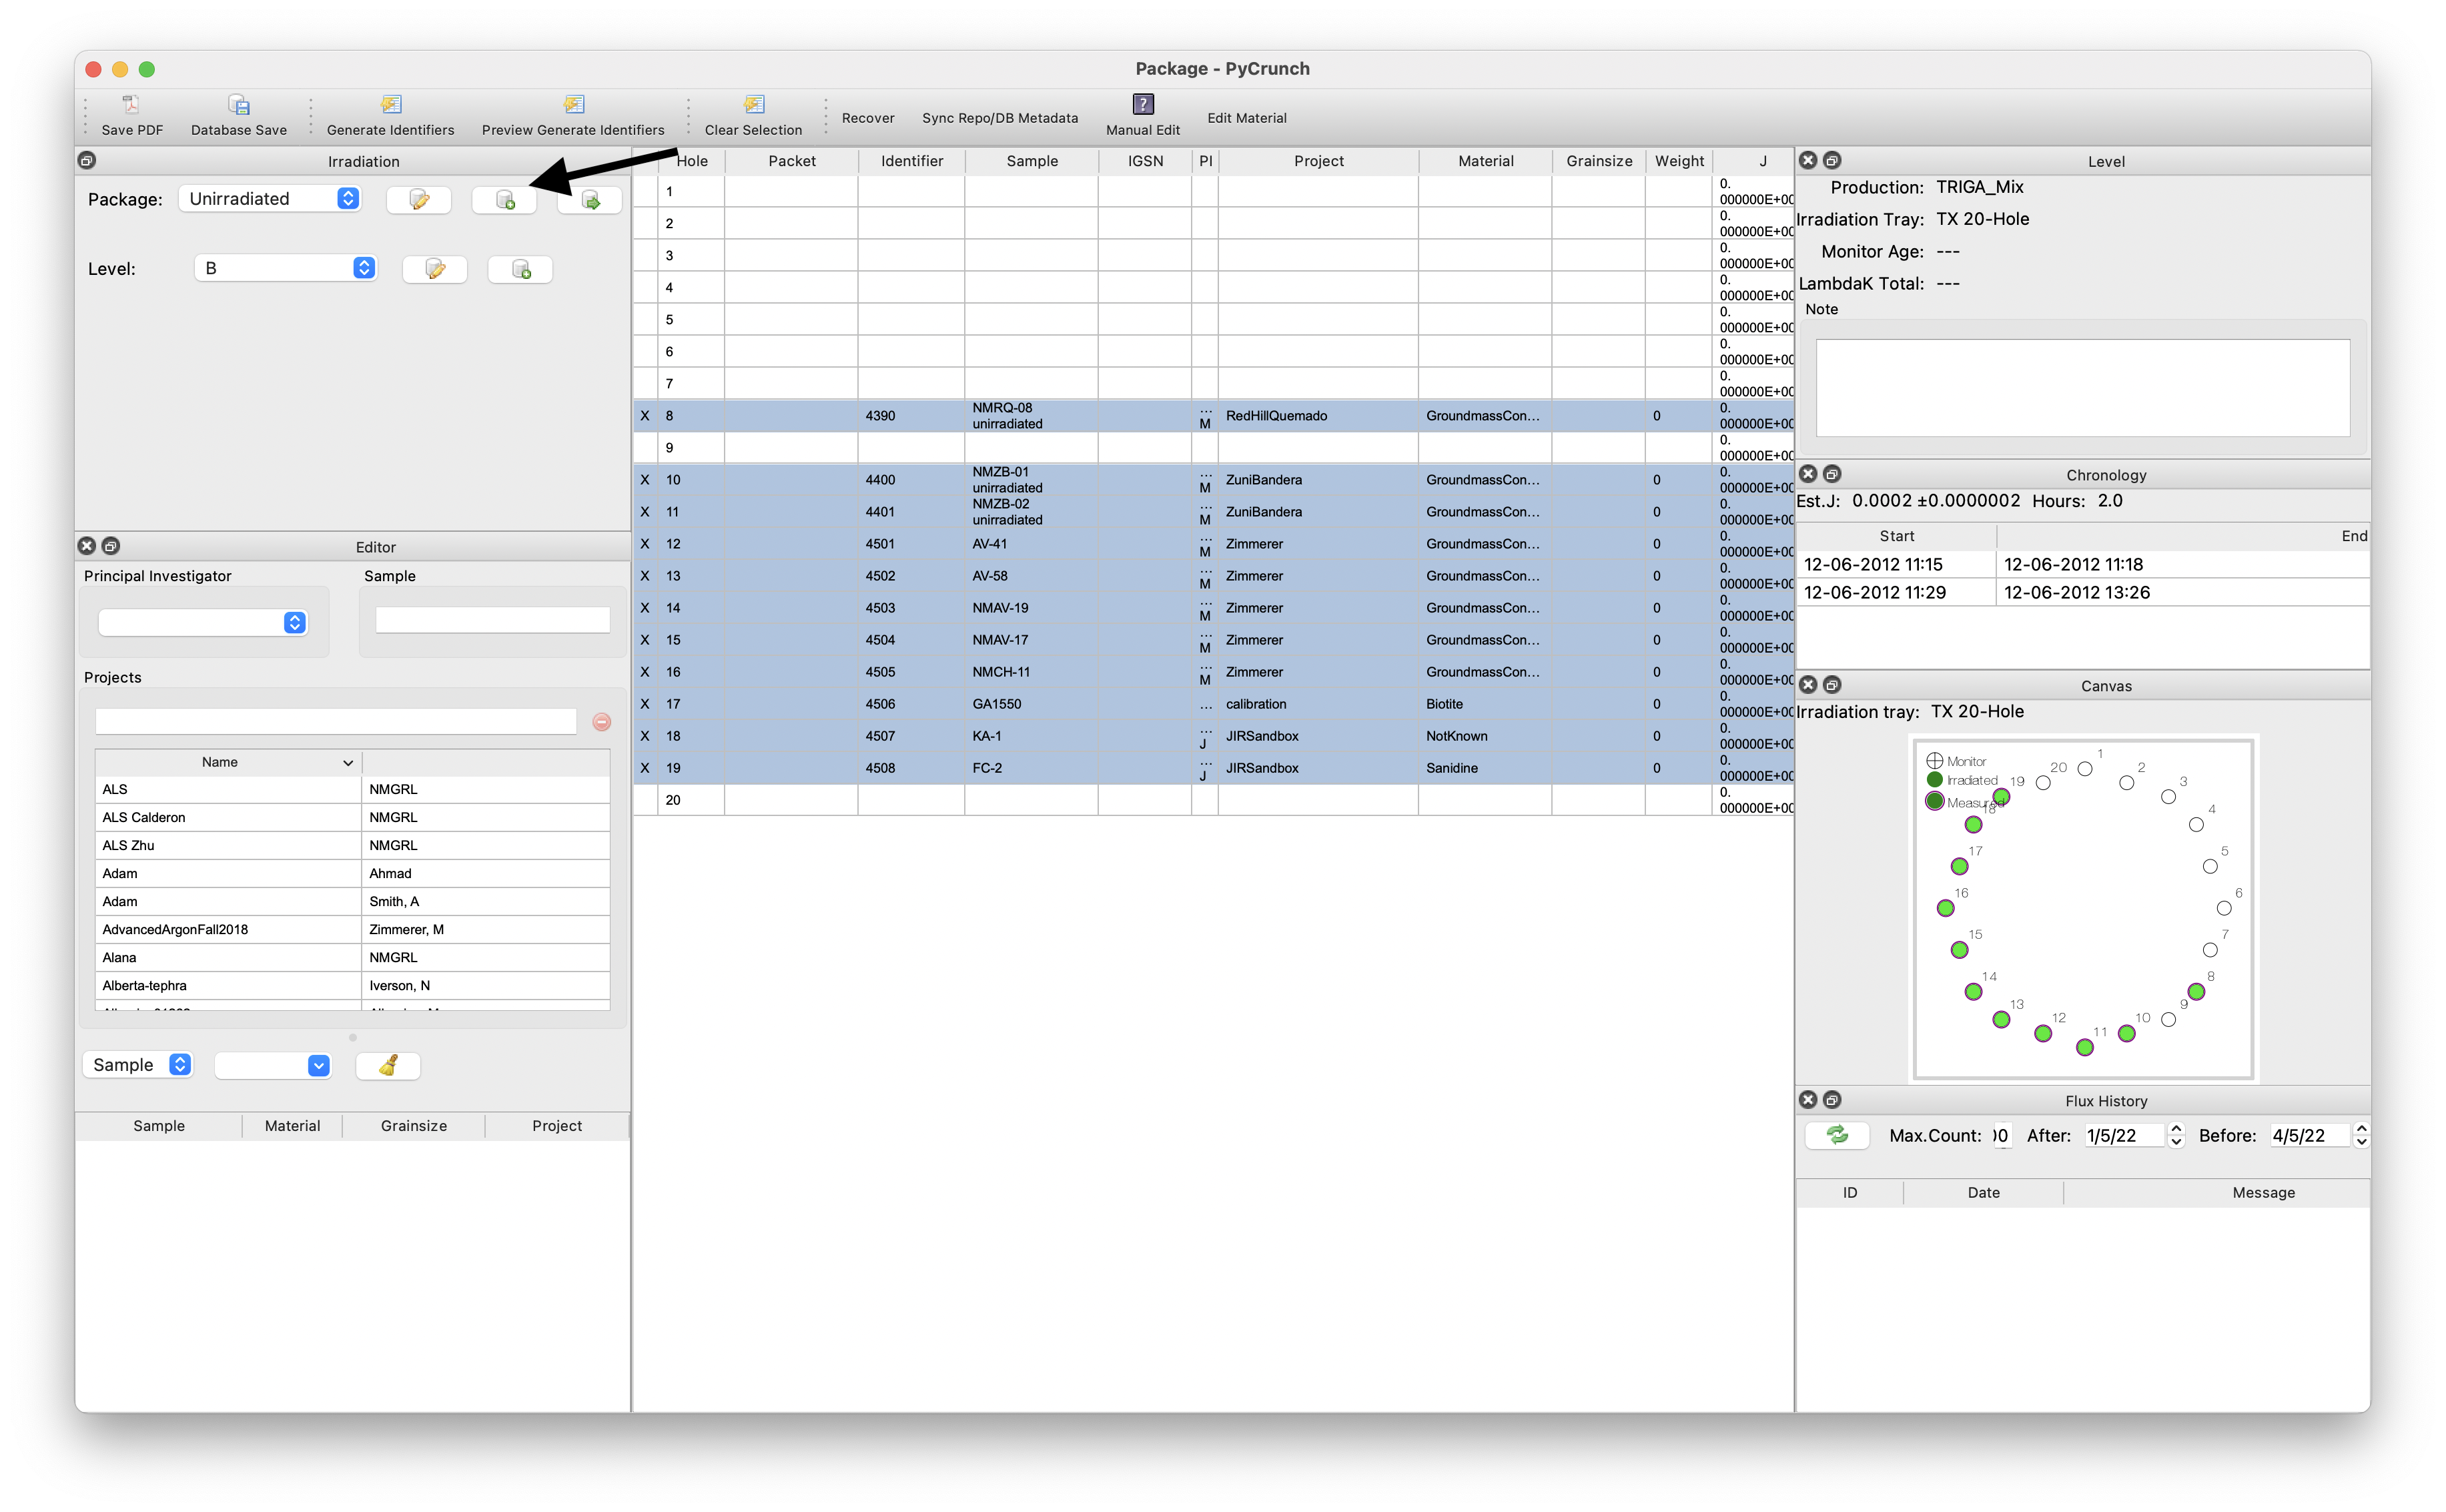 Package - PyCrunch
Save PDF
Database Save
Generate Identifiers
Preview Generate Identifiers
Clear Selection
Recover
Sync Repo/DB Metadata
Manual Edit
Edit Material
Irradiation
Package: Unirradiated
Level: B
Editor
Principal Investigator
Sample
Projects
Name
ALS NMGRL
ALS Calderon NMGRL
ALS Zhu NMGRL
Adam Ahmad
Adam Smith, A
AdvancedArgonFall2018 Zimmerer, M
Alana NMGRL
Alberta-tephra Iverson, N
Sample
Sample Material Grainsize Project
Hole Packet Identifier Sample IGSN PI Project Material Grainsize Weight J
1 0. 000000E+00
2 0. 000000E+00
3 0. 000000E+00
4 0. 000000E+00
5 0. 000000E+00
6 0. 000000E+00
7 0. 000000E+00
X 8 4390 NMRQ-08 unirradiated ... M RedHillQuemado GroundmassCon... 0 0. 000000E+00
9 0. 000000E+00
X 10 4400 NMZB-01 unirradiated ... M ZuniBandera GroundmassCon... 0 0. 000000E+00
X 11 4401 NMZB-02 unirradiated ... M ZuniBandera GroundmassCon... 0 0. 000000E+00
X 12 4501 AV-41 ... M Zimmerer GroundmassCon... 0 0. 000000E+00
X 13 4502 AV-58 ... M Zimmerer GroundmassCon... 0 0. 000000E+00
X 14 4503 NMAV-19 ... M Zimmerer GroundmassCon... 0 0. 000000E+00
X 15 4504 NMAV-17 ... M Zimmerer GroundmassCon... 0 0. 000000E+00
X 16 4505 NMCH-11 ... M Zimmerer GroundmassCon... 0 0. 000000E+00
X 17 4506 GA1550 ... calibration Biotite 0 0. 000000E+00
X 18 4507 KA-1 ... J JIRSandbox NotKnown 0 0. 000000E+00
X 19 4508 FC-2 ... J JIRSandbox Sanidine 0 0. 000000E+00
20 0. 000000E+00
Level
Production: TRIGA_Mix
Irradiation Tray: TX 20-Hole
Monitor Age: ---
LambdaK Total: ---
Note
Chronology
Est.J: 0.0002 ±0.0000002 Hours: 2.0
Start End
12-06-2012 11:15 12-06-2012 11:18
12-06-2012 11:29 12-06-2012 13:26
Canvas
Irradiation tray: TX 20-Hole
Monitor
Irradiated
Measured
1
2
3
4
5
6
7
8
9
10
11
12
13
14
15
16
17
18
19
20
Flux History
Max.Count: After: 1/5/22 Before: 4/5/22
ID Date Message